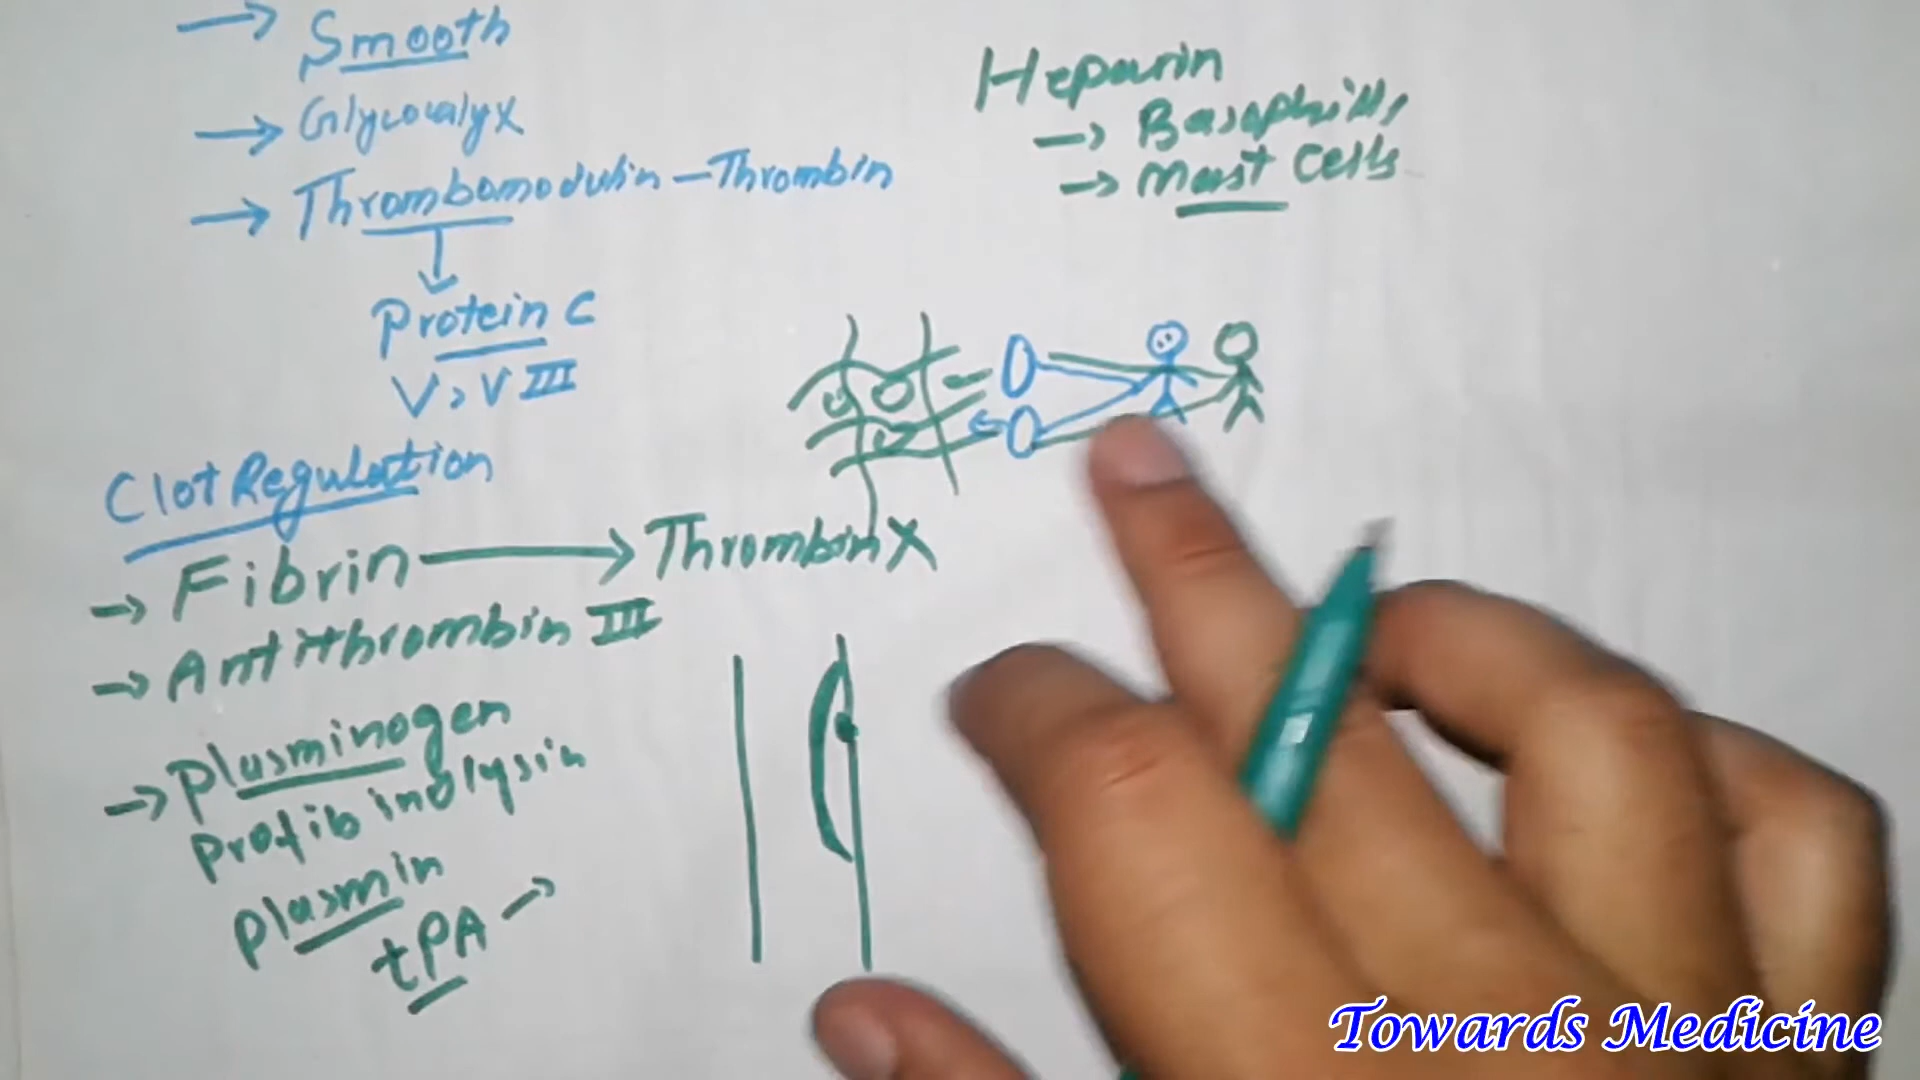 → Smooth
→ Glycocalyx
→ Thrombomodulin – Thrombin
Protein C
V, VIII
Heparin
→ Basophills
→ Mast Cells
Clot Regulation
→ Fibrin → Thrombin X
→ Antithrombin III
→ Plasminogen
Profibinolysin
Plasmin
tPA →
Towards Medicine